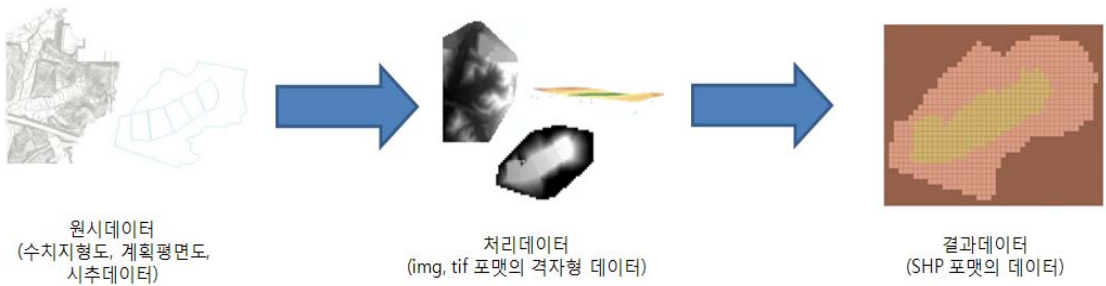 원시데이터
(수치지형도, 계획평면도,
시추데이터)
처리데이터
(img, tif 포맷의 격자형 데이터)
결과데이터
(SHP 포맷의 데이터)